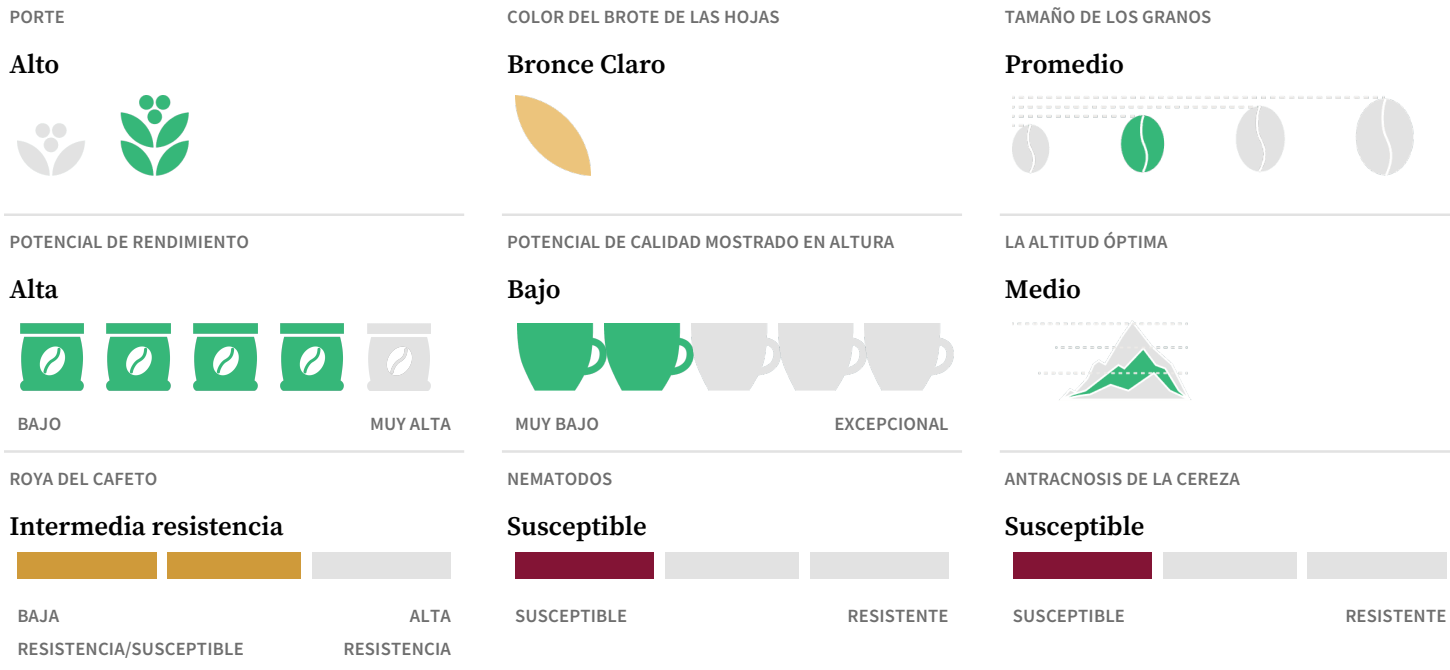 PORTE
Alto
COLOR DEL BROTE DE LAS HOJAS
Bronce Claro
TAMAÑO DE LOS GRANOS
Promedio
POTENCIAL DE RENDIMIENTO
Alta
BAJO
MUY ALTA
POTENCIAL DE CALIDAD MOSTRADO EN ALTURA
Bajo
MUY BAJO
EXCEPCIONAL
LA ALTITUD ÓPTIMA
Medio
ROYA DEL CAFETO
Intermedia resistencia
BAJA
RESISTENCIA/SUSCEPTIBLE
ALTA
RESISTENCIA
NEMATODOS
Susceptible
SUSCEPTIBLE
RESISTENTE
ANTRACNOSIS DE LA CEREZA
Susceptible
SUSCEPTIBLE
RESISTENTE